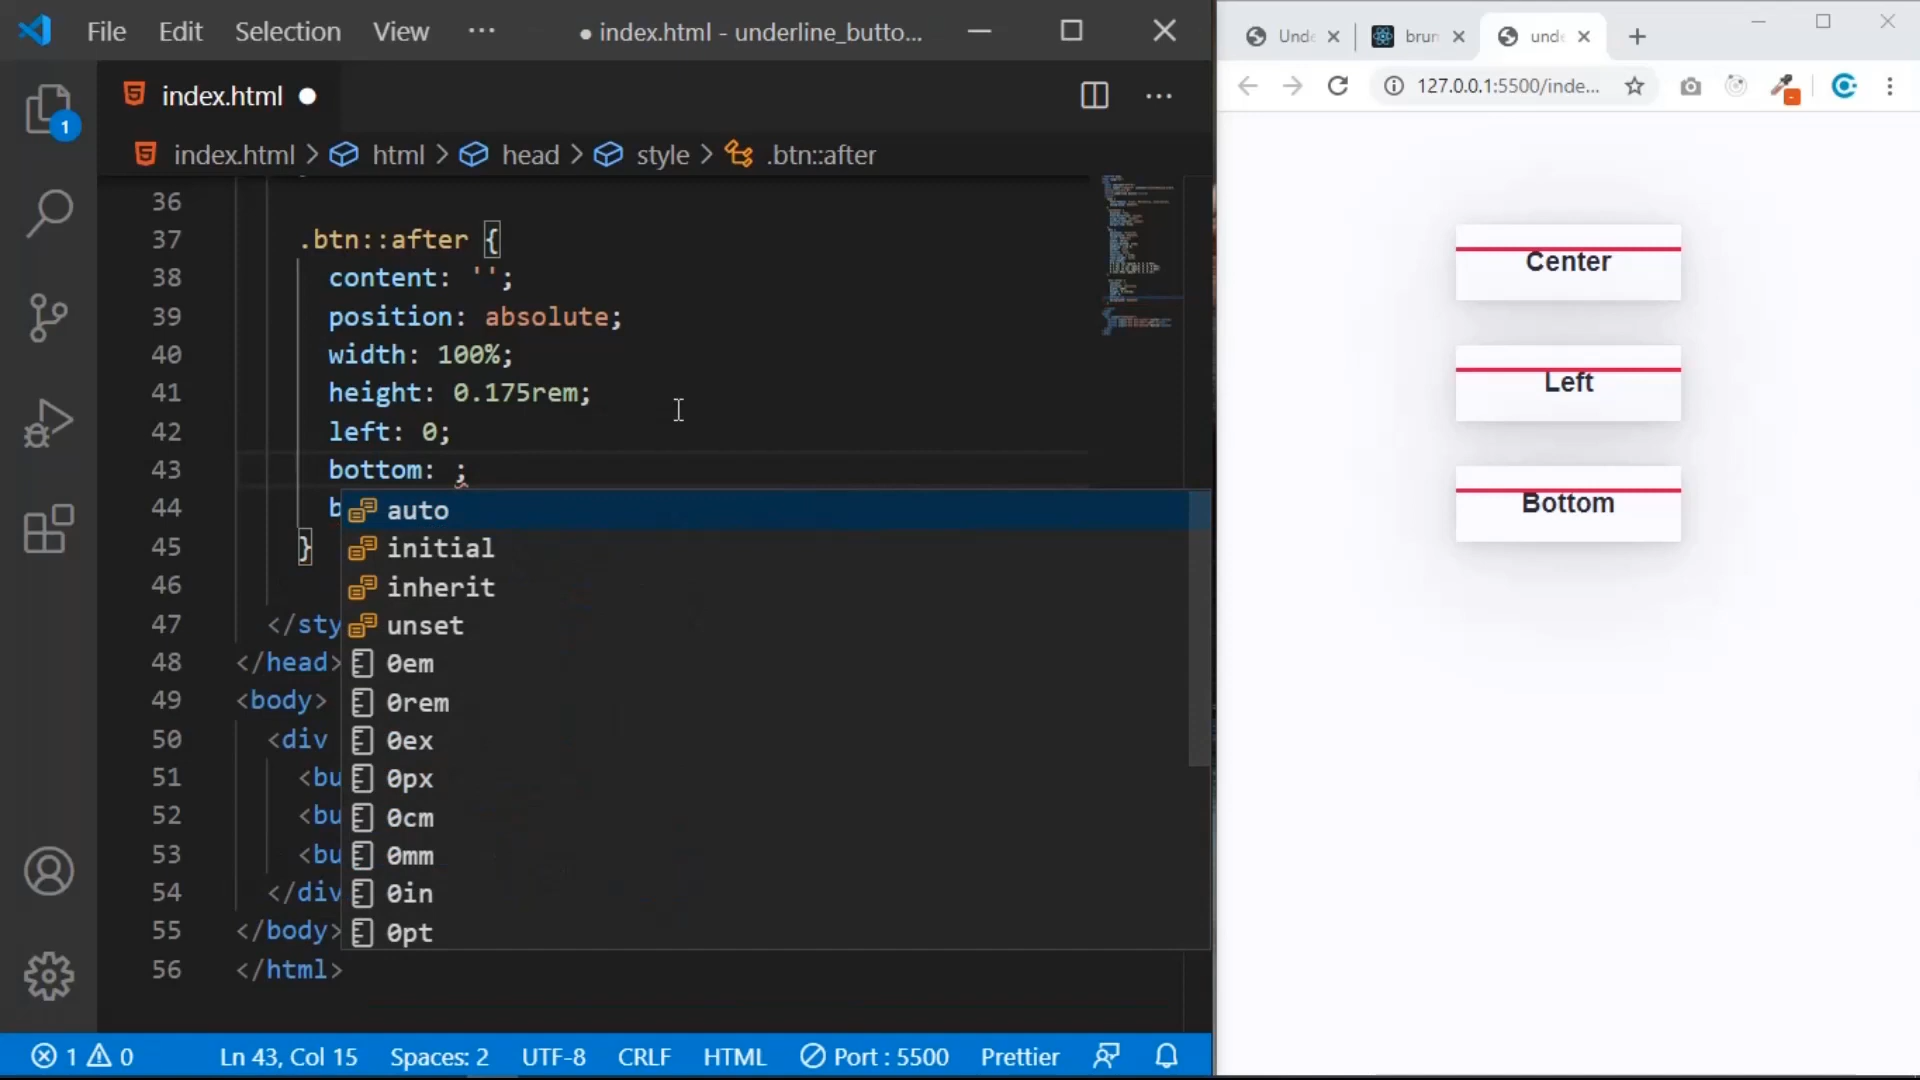 File Edit Selection View ··· ● index.html - underline_butto...
index.html ●
index.html > html > head > style > .btn::after
1
36
37 .btn::after {
38 content: '';
39 position: absolute;
40 width: 100%;
41 height: 0.175rem;
42 left: 0;
43 bottom: ;
44 b
45 }
46
47 </sty
48 </head>
49 <body>
50 <div
51 <bu
52 <bu
53 <bu
54 </div
55 </body>
56 </html>
auto
initial
inherit
unset
0em
0rem
0ex
0px
0cm
0mm
0in
0pt
1 0 Ln 43, Col 15 Spaces: 2 UTF-8 CRLF HTML Port : 5500 Prettier
Unde brun unde
127.0.0.1:5500/inde...
Center
Left
Bottom